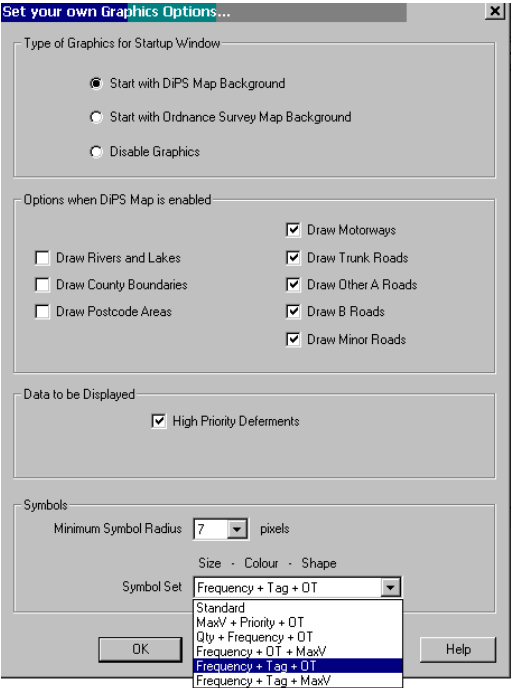 Set your own Graphics Options...
Type of Graphics for Startup Window
Start with DiPS Map Background
Start with Ordnance Survey Map Background
Disable Graphics
Options when DiPS Map is enabled
Draw Rivers and Lakes
Draw County Boundaries
Draw Postcode Areas
Draw Motorways
Draw Trunk Roads
Draw Other A Roads
Draw B Roads
Draw Minor Roads
Data to be Displayed
High Priority Deferments
Symbols
Minimum Symbol Radius 7 pixels
Size - Colour - Shape
Symbol Set Frequency + Tag + OT
Standard
MaxV + Priority + OT
Qty + Frequency + OT
Frequency + OT + MaxV
Frequency + Tag + OT
Frequency + Tag + MaxV
OK
Help